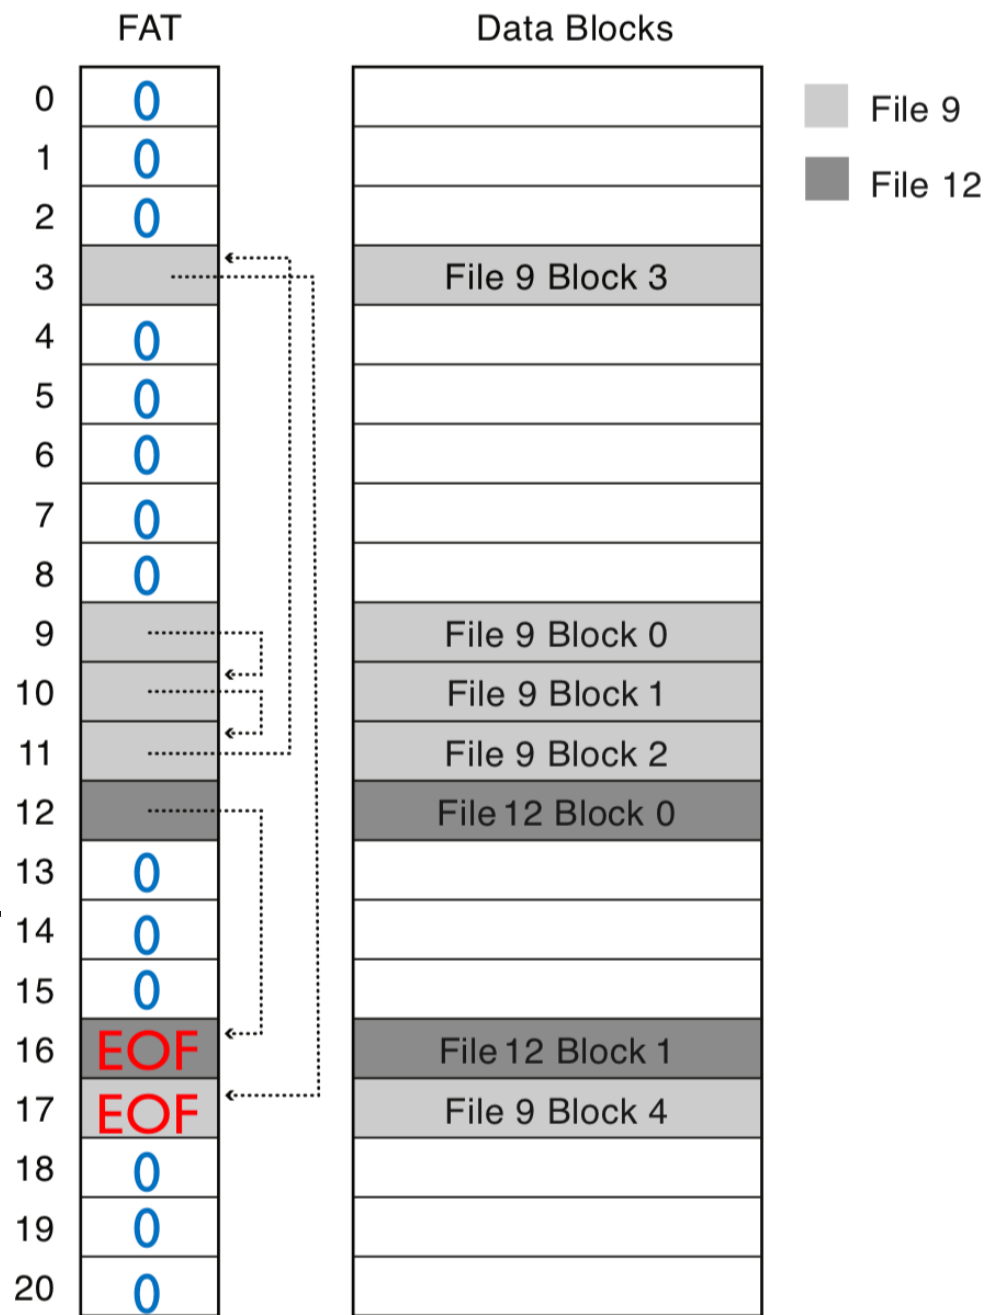 FAT Data Blocks
0 0
File 9
1 0
File 12
2 0
3 File 9 Block 3
4 0
5 0
6 0
7 0
8 0
9 File 9 Block 0
10 File 9 Block 1
11 File 9 Block 2
12 File 12 Block 0
13 0
14 0
15 0
16 EOF File 12 Block 1
17 EOF File 9 Block 4
18 0
19 0
20 0